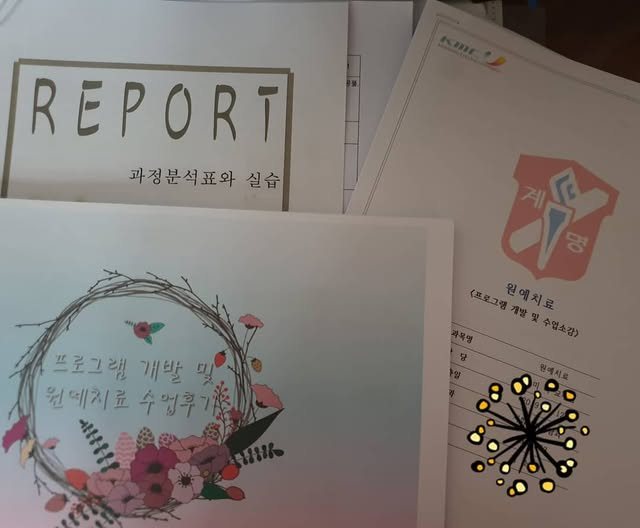 REPORT
과정분석표와 실습
계명
원예치료
(프로그램 개발 및 수업소감)
과목명 원예치료
당
프로그램 개발 및
원예치료 수업후기